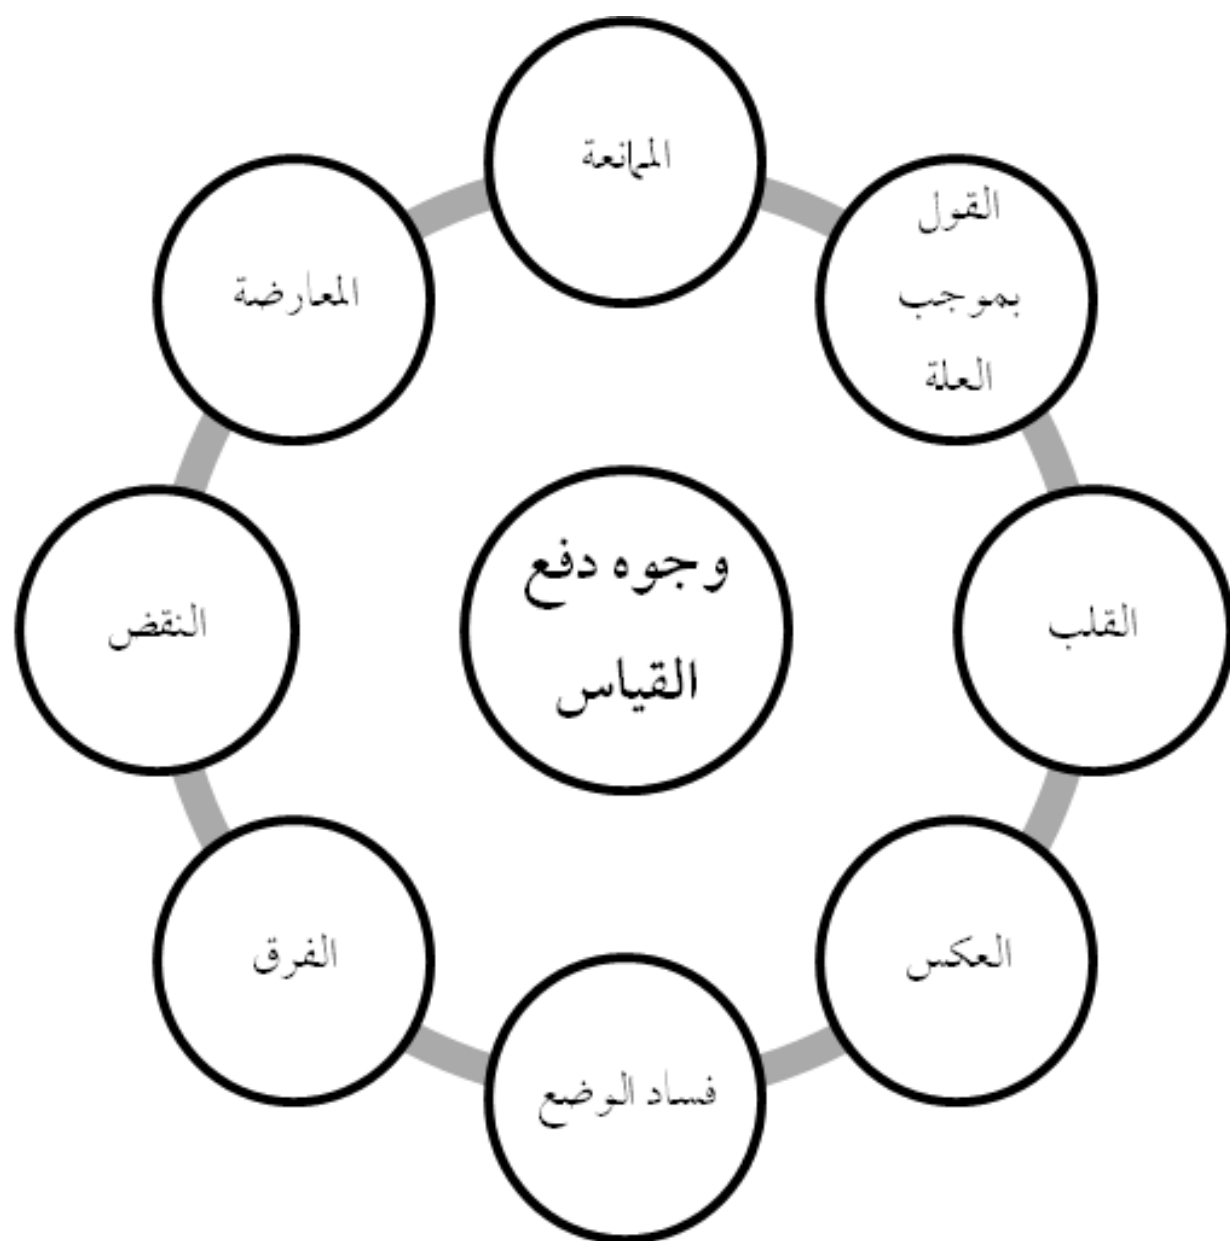 وجوه دفع
القياس
الممانعة
القول
بموجب
العلة
القلب
العكس
فساد الوضع
الفرق
النقض
المعارضة